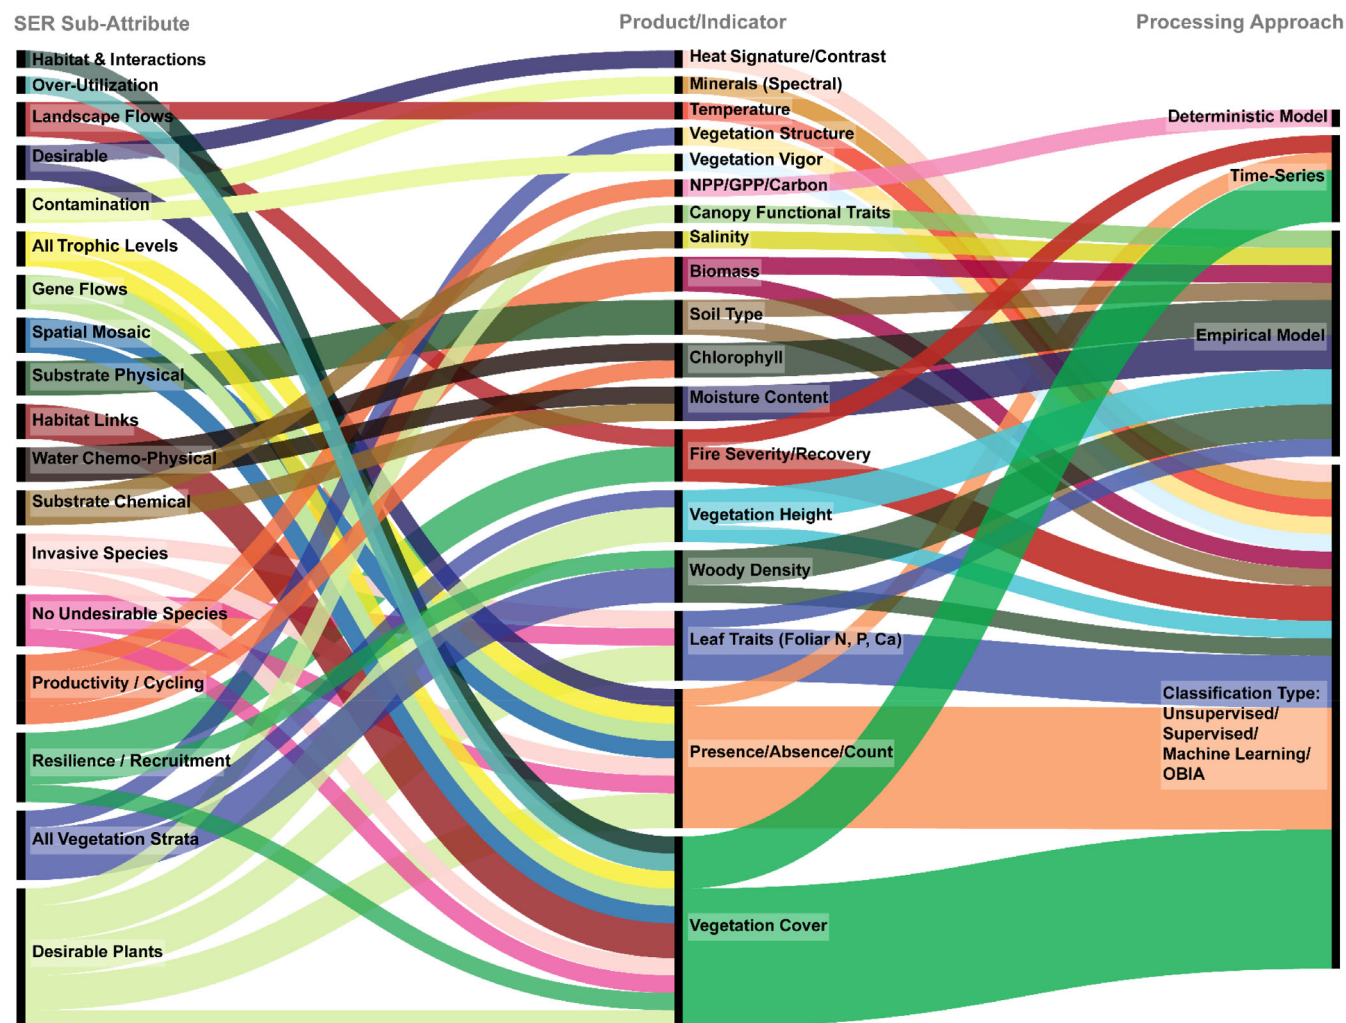 SER Sub-Attribute
Product/Indicator
Processing Approach
Habitat & Interactions
Over-Utilization
Landscape Flows
Desirable
Contamination
All Trophic Levels
Gene Flows
Spatial Mosaic
Substrate Physical
Habitat Links
Water Chemo-Physical
Substrate Chemical
Invasive Species
No Undesirable Species
Productivity / Cycling
Resilience / Recruitment
All Vegetation Strata
Desirable Plants
Heat Signature/Contrast
Minerals (Spectral)
Temperature
Vegetation Structure
Vegetation Vigor
NPP/GPP/Carbon
Canopy Functional Traits
Salinity
Biomass
Soil Type
Chlorophyll
Moisture Content
Fire Severity/Recovery
Vegetation Height
Woody Density
Leaf Traits (Foliar N, P, Ca)
Presence/Absence/Count
Vegetation Cover
Deterministic Model
Time-Series
Empirical Model
Classification Type:
Unsupervised/
Supervised/
Machine Learning/
OBIA